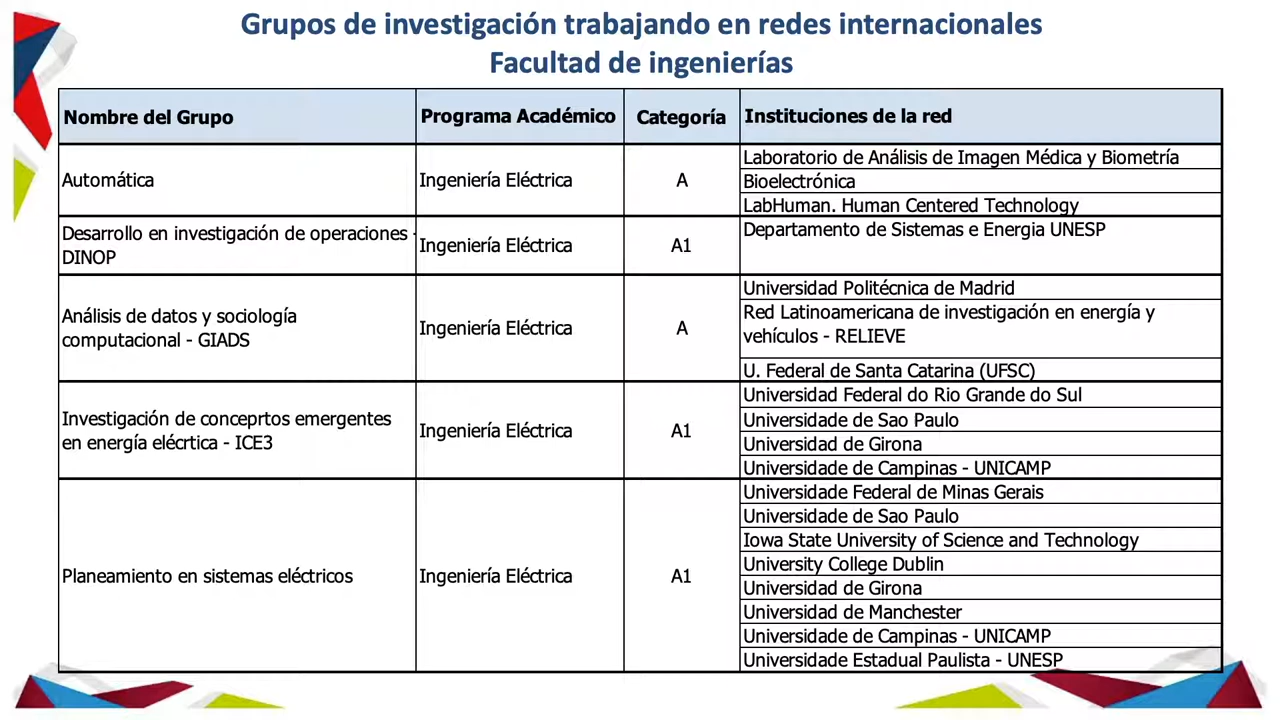 Grupos de investigación trabajando en redes internacionales
Facultad de ingenierías
Nombre del Grupo
Programa Académico
Categoría
Instituciones de la red
Automática
Ingeniería Eléctrica
A
Laboratorio de Análisis de Imagen Médica y Biometría
Bioelectrónica
LabHuman. Human Centered Technology
Desarrollo en investigación de operaciones -
DINOP
Ingeniería Eléctrica
A1
Departamento de Sistemas e Energia UNESP
Análisis de datos y sociología
computacional - GIADS
Ingeniería Eléctrica
A
Universidad Politécnica de Madrid
Red Latinoamericana de investigación en energía y
vehículos - RELIEVE
U. Federal de Santa Catarina (UFSC)
Investigación de conceprtos emergentes
en energía elécrtica - ICE3
Ingeniería Eléctrica
A1
Universidad Federal do Rio Grande do Sul
Universidade de Sao Paulo
Universidad de Girona
Universidade de Campinas - UNICAMP
Planeamiento en sistemas eléctricos
Ingeniería Eléctrica
A1
Universidade Federal de Minas Gerais
Universidade de Sao Paulo
Iowa State University of Science and Technology
University College Dublin
Universidad de Girona
Universidad de Manchester
Universidade de Campinas - UNICAMP
Universidade Estadual Paulista - UNESP